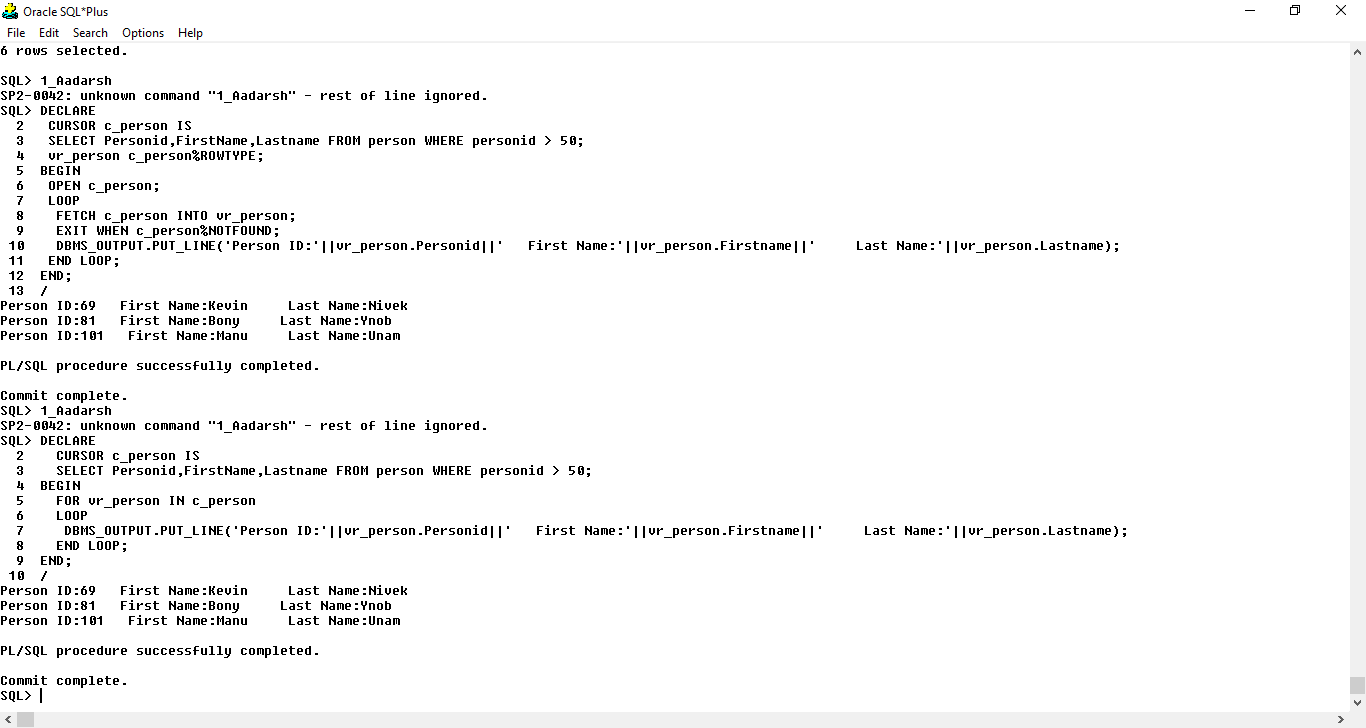 Oracle SQL*Plus
File Edit Search Options Help
6 rows selected.
SQL> 1_Aadarsh
SP2-0042: unknown command "1_Aadarsh" - rest of line ignored.
SQL> DECLARE
  2   CURSOR c_person IS
  3   SELECT Personid,FirstName,Lastname FROM person WHERE personid > 50;
  4   vr_person c_person%ROWTYPE;
  5  BEGIN
  6   OPEN c_person;
  7   LOOP
  8    FETCH c_person INTO vr_person;
  9    EXIT WHEN c_person%NOTFOUND;
 10    DBMS_OUTPUT.PUT_LINE('Person ID:'||vr_person.Personid||'   First Name:'||vr_person.Firstname||'     Last Name:'||vr_person.Lastname);
 11   END LOOP;
 12  END;
 13  /
Person ID:69   First Name:Kevin     Last Name:Nivek
Person ID:81   First Name:Bony     Last Name:Ynob
Person ID:101   First Name:Manu     Last Name:Unam
PL/SQL procedure successfully completed.
Commit complete.
SQL> 1_Aadarsh
SP2-0042: unknown command "1_Aadarsh" - rest of line ignored.
SQL> DECLARE
  2    CURSOR c_person IS
  3    SELECT Personid,FirstName,Lastname FROM person WHERE personid > 50;
  4  BEGIN
  5    FOR vr_person IN c_person
  6    LOOP
  7     DBMS_OUTPUT.PUT_LINE('Person ID:'||vr_person.Personid||'   First Name:'||vr_person.Firstname||'     Last Name:'||vr_person.Lastname);
  8    END LOOP;
  9  END;
 10  /
Person ID:69   First Name:Kevin     Last Name:Nivek
Person ID:81   First Name:Bony     Last Name:Ynob
Person ID:101   First Name:Manu     Last Name:Unam
PL/SQL procedure successfully completed.
Commit complete.
SQL>